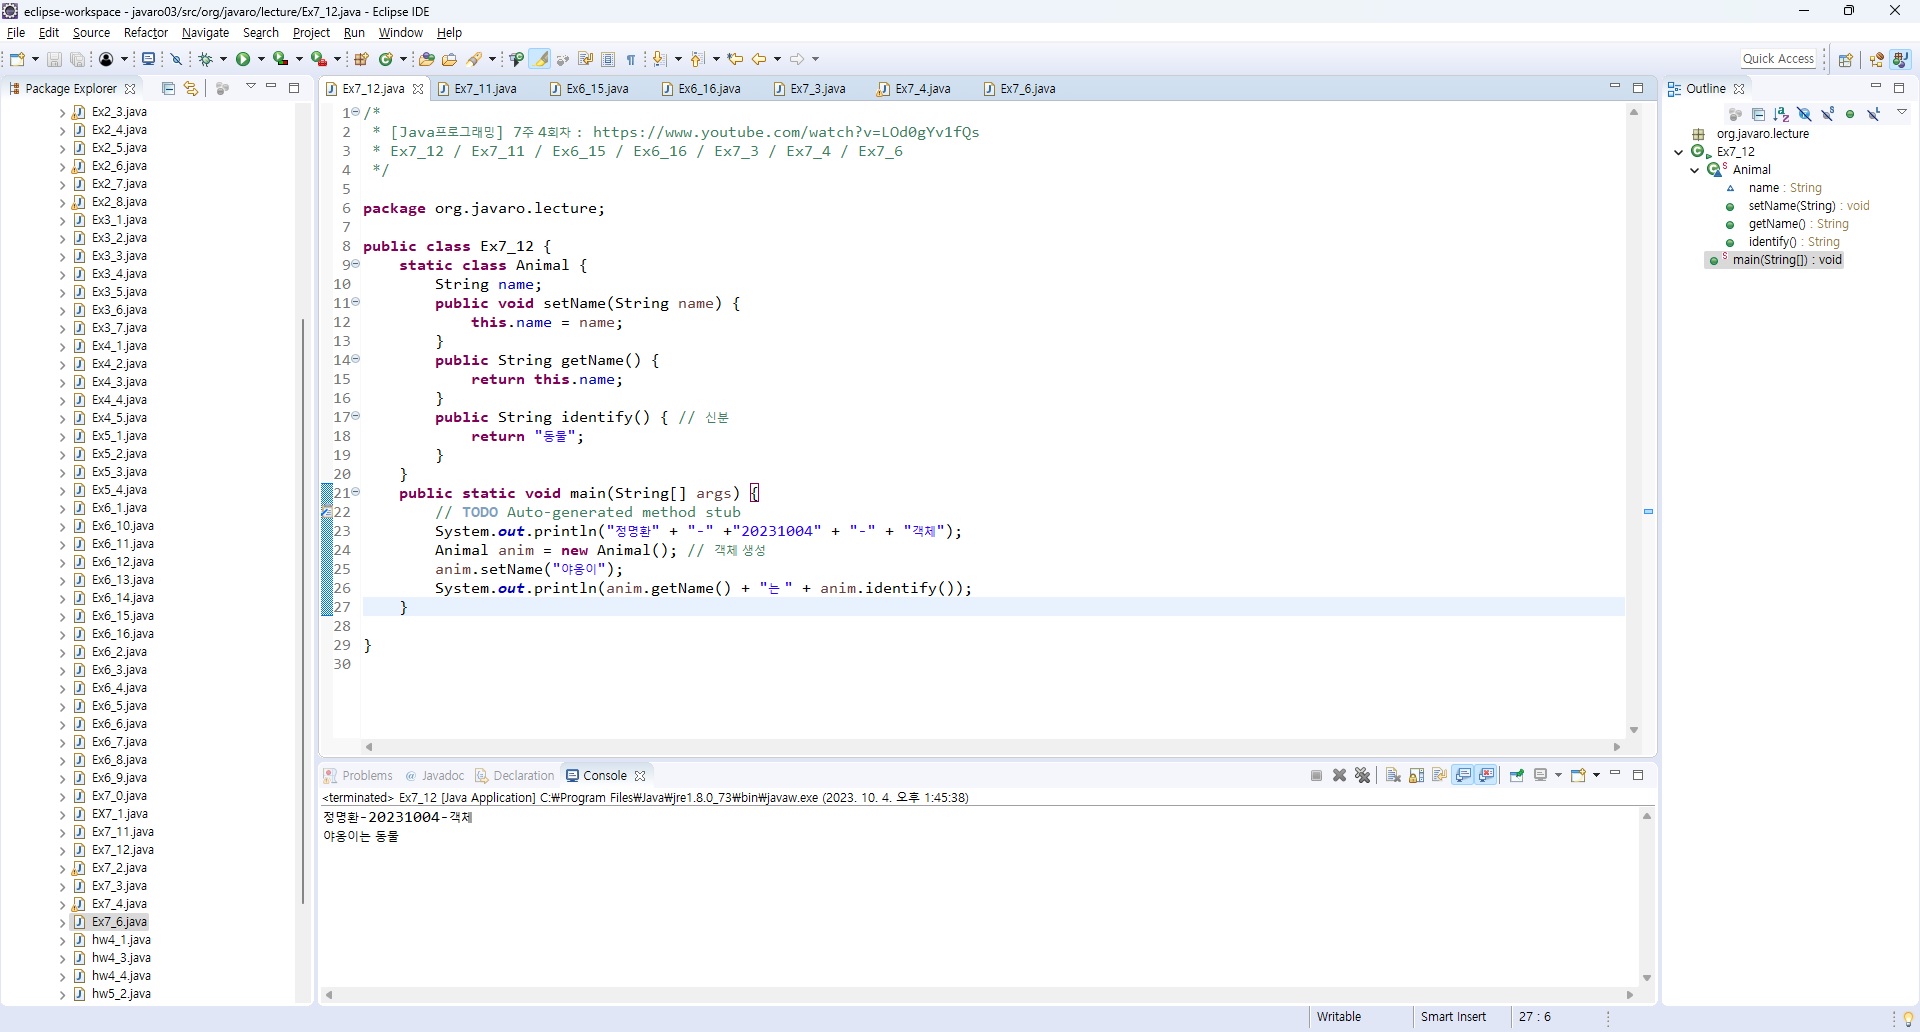 eclipse-workspace - javaro03/src/org/javaro/lecture/Ex7_12.java - Eclipse IDE
File Edit Source Refactor Navigate Search Project Run Window Help
Quick Access
Package Explorer
Ex2_3.java
Ex2_4.java
Ex2_5.java
Ex2_6.java
Ex2_7.java
Ex2_8.java
Ex3_1.java
Ex3_2.java
Ex3_3.java
Ex3_4.java
Ex3_5.java
Ex3_6.java
Ex3_7.java
Ex4_1.java
Ex4_2.java
Ex4_3.java
Ex4_4.java
Ex4_5.java
Ex5_1.java
Ex5_2.java
Ex5_3.java
Ex5_4.java
Ex6_1.java
Ex6_10.java
Ex6_11.java
Ex6_12.java
Ex6_13.java
Ex6_14.java
Ex6_15.java
Ex6_16.java
Ex6_2.java
Ex6_3.java
Ex6_4.java
Ex6_5.java
Ex6_6.java
Ex6_7.java
Ex6_8.java
Ex6_9.java
Ex7_0.java
EX7_1.java
Ex7_11.java
Ex7_12.java
Ex7_2.java
Ex7_3.java
Ex7_4.java
Ex7_6.java
hw4_1.java
hw4_3.java
hw4_4.java
hw5_2.java
Ex7_12.java Ex7_11.java Ex6_15.java Ex6_16.java Ex7_3.java Ex7_4.java Ex7_6.java
1 /*
2 * [Java프로그래밍] 7주 4회차 : https://www.youtube.com/watch?v=LOd0gYv1fQs
3 * Ex7_12 / Ex7_11 / Ex6_15 / Ex6_16 / Ex7_3 / Ex7_4 / Ex7_6
4 */
5
6 package org.javaro.lecture;
7
8 public class Ex7_12 {
9 static class Animal {
10 String name;
11 public void setName(String name) {
12 this.name = name;
13 }
14 public String getName() {
15 return this.name;
16 }
17 public String identify() { // 신분
18 return "동물";
19 }
20 }
21 public static void main(String[] args) {
22 // TODO Auto-generated method stub
23 System.out.println("정명환" + "-" +"20231004" + "-" + "객체");
24 Animal anim = new Animal(); // 객체 생성
25 anim.setName("야옹이");
26 System.out.println(anim.getName() + "는 " + anim.identify());
27 }
28
29 }
30
Problems @ Javadoc Declaration Console
<terminated> Ex7_12 [Java Application] C:₩Program Files₩Java₩jre1.8.0_73₩bin₩javaw.exe (2023. 10. 4. 오후 1:45:38)
정명환-20231004-객체
야옹이는 동물
Outline
org.javaro.lecture
Ex7_12
Animal
name : String
setName(String) : void
getName() : String
identify() : String
main(String[]) : void
Writable Smart Insert 27 : 6